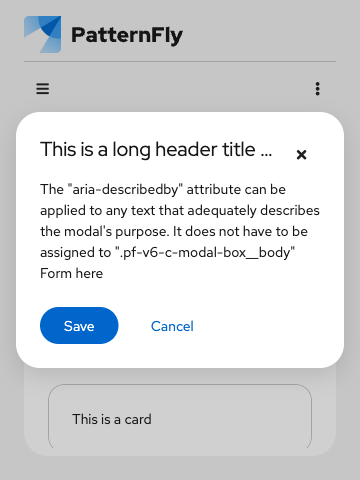 PatternFly
This is a long header title ...
The "aria-describedby" attribute can be
applied to any text that adequately describes
the modal's purpose. It does not have to be
assigned to ".pf-v6-c-modal-box__body"
Form here
Save
Cancel
This is a card